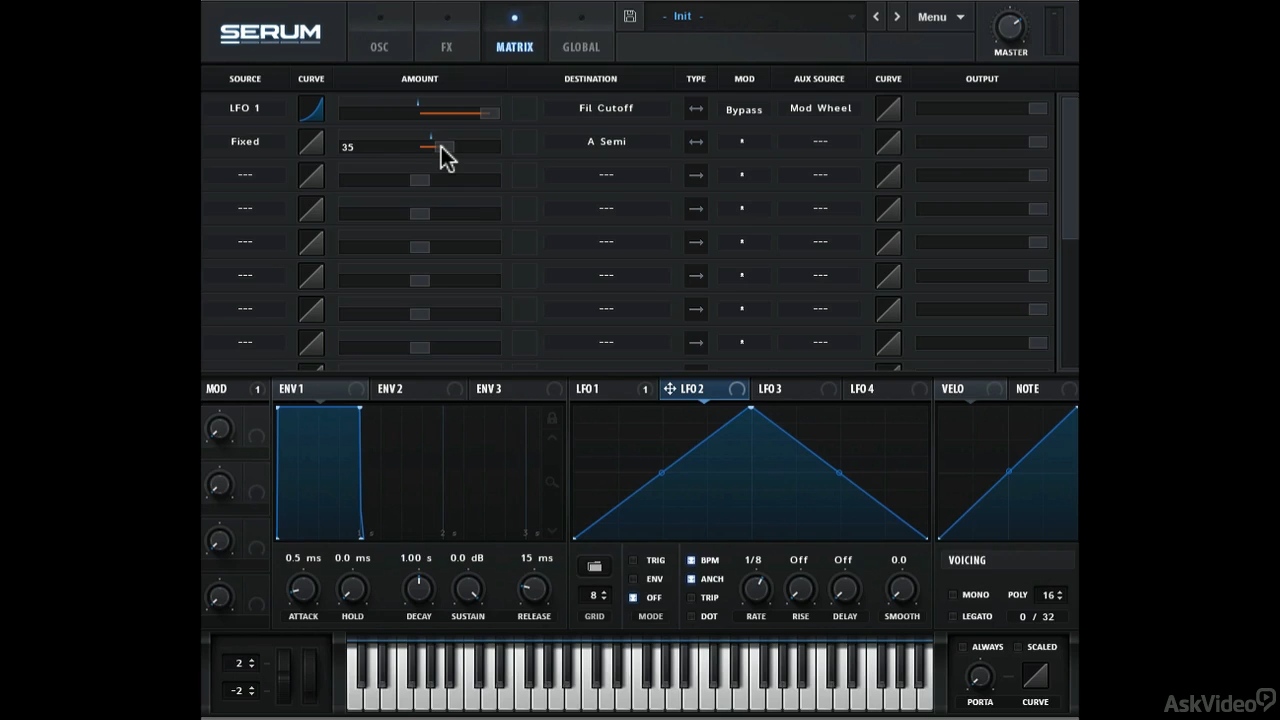 SERUM
OSC FX MATRIX GLOBAL
- Init -
Menu
MASTER
SOURCE CURVE AMOUNT DESTINATION TYPE MOD AUX SOURCE CURVE OUTPUT
LFO 1 Fil Cutoff Bypass Mod Wheel
Fixed 35 A Semi * ---
--- --- * ---
--- --- * ---
--- --- * ---
--- --- * ---
--- --- * ---
--- --- * ---
MOD 1 ENV 1 ENV 2 ENV 3 LFO 1 1 LFO 2 LFO 3 LFO 4 VELO NOTE
1 s 2 s 3 s
0.5 ms 0.0 ms 1.00 s 0.0 dB 15 ms
ATTACK HOLD DECAY SUSTAIN RELEASE
8
GRID
TRIG
ENV
OFF
MODE
BPM
ANCH
TRIP
DOT
1/8 Off Off 0.0
RATE RISE DELAY SMOOTH
VOICING
MONO POLY 16
LEGATO 0 / 32
2
-2
ALWAYS SCALED
PORTA CURVE
AskVideo